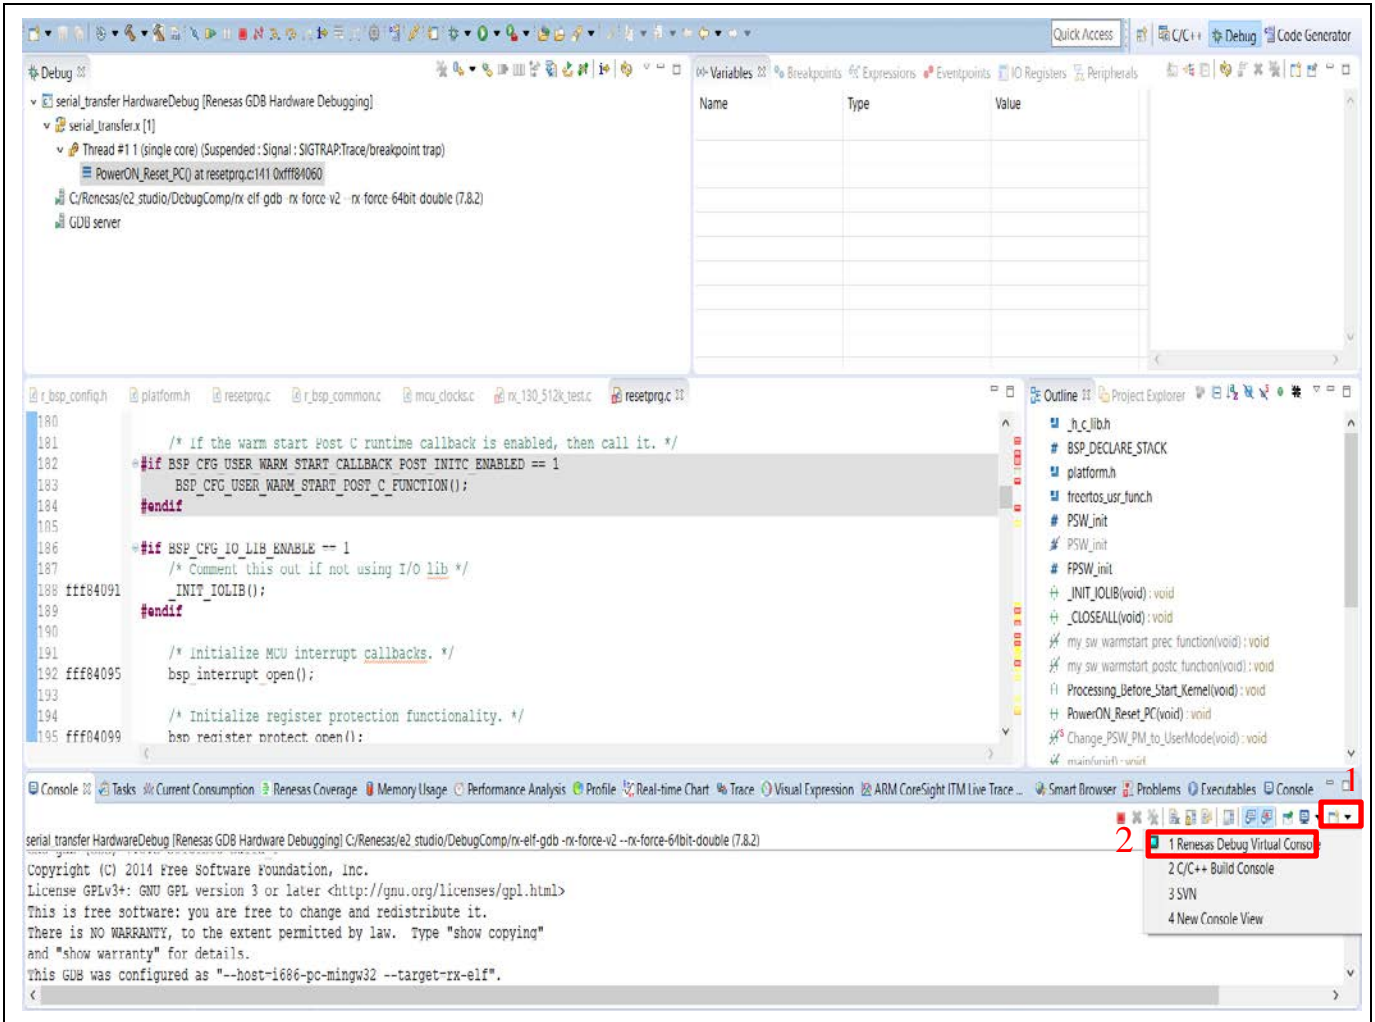 Quick Access C/C++ Debug Code Generator
Debug
serial_transfer HardwareDebug [Renesas GDB Hardware Debugging]
serial_transfer.x [1]
Thread #1 1 (single core) (Suspended : Signal : SIGTRAP:Trace/breakpoint trap)
PowerON_Reset_PC() at resetprg.c:141 0xfff84060
C:/Renesas/e2_studio/DebugComp/rx-elf-gdb -rx-force-v2 --rx-force-64bit-double (7.8.2)
GDB server
Variables Breakpoints Expressions Eventpoints IO Registers Peripherals
Name Type Value
r_bsp_config.h platform.h resetprg.c r_bsp_common.c mcu_clocks.c rx_130_512k_test.c resetprg.c
180
181 /* If the warm start Post C runtime callback is enabled, then call it. */
182 #if BSP_CFG_USER_WARM_START_CALLBACK_POST_INITC_ENABLED == 1
183 BSP_CFG_USER_WARM_START_POST_C_FUNCTION();
184 #endif
185
186 #if BSP_CFG_IO_LIB_ENABLE == 1
187 /* Comment this out if not using I/O lib */
188 fff84091 _INIT_IOLIB();
189 #endif
190
191 /* Initialize MCU interrupt callbacks. */
192 fff84095 bsp_interrupt_open();
193
194 /* Initialize register protection functionality. */
195 fff84099 bsp_register_protect_open();
Outline Project Explorer
_h_c_lib.h
BSP_DECLARE_STACK
platform.h
freertos_usr_func.h
PSW_init
PSW_init
FPSW_init
_INIT_IOLIB(void) : void
_CLOSEALL(void) : void
my_sw_warmstart_prec_function(void) : void
my_sw_warmstart_postc_function(void) : void
Processing_Before_Start_Kernel(void) : void
PowerON_Reset_PC(void) : void
Change_PSW_PM_to_UserMode(void) : void
main(void) : void
Console Tasks Current Consumption Renesas Coverage Memory Usage Performance Analysis Profile Real-time Chart Trace Visual Expression ARM CoreSight ITM Live Trace ... Smart Browser Problems Executables Console
1
serial_transfer HardwareDebug [Renesas GDB Hardware Debugging] C:/Renesas/e2_studio/DebugComp/rx-elf-gdb -rx-force-v2 --rx-force-64bit-double (7.8.2)
Copyright (C) 2014 Free Software Foundation, Inc.
License GPLv3+: GNU GPL version 3 or later <http://gnu.org/licenses/gpl.html>
This is free software: you are free to change and redistribute it.
There is NO WARRANTY, to the extent permitted by law. Type "show copying"
and "show warranty" for details.
This GDB was configured as "--host=i686-pc-mingw32 --target=rx-elf".
2
1 Renesas Debug Virtual Console
2 C/C++ Build Console
3 SVN
4 New Console View